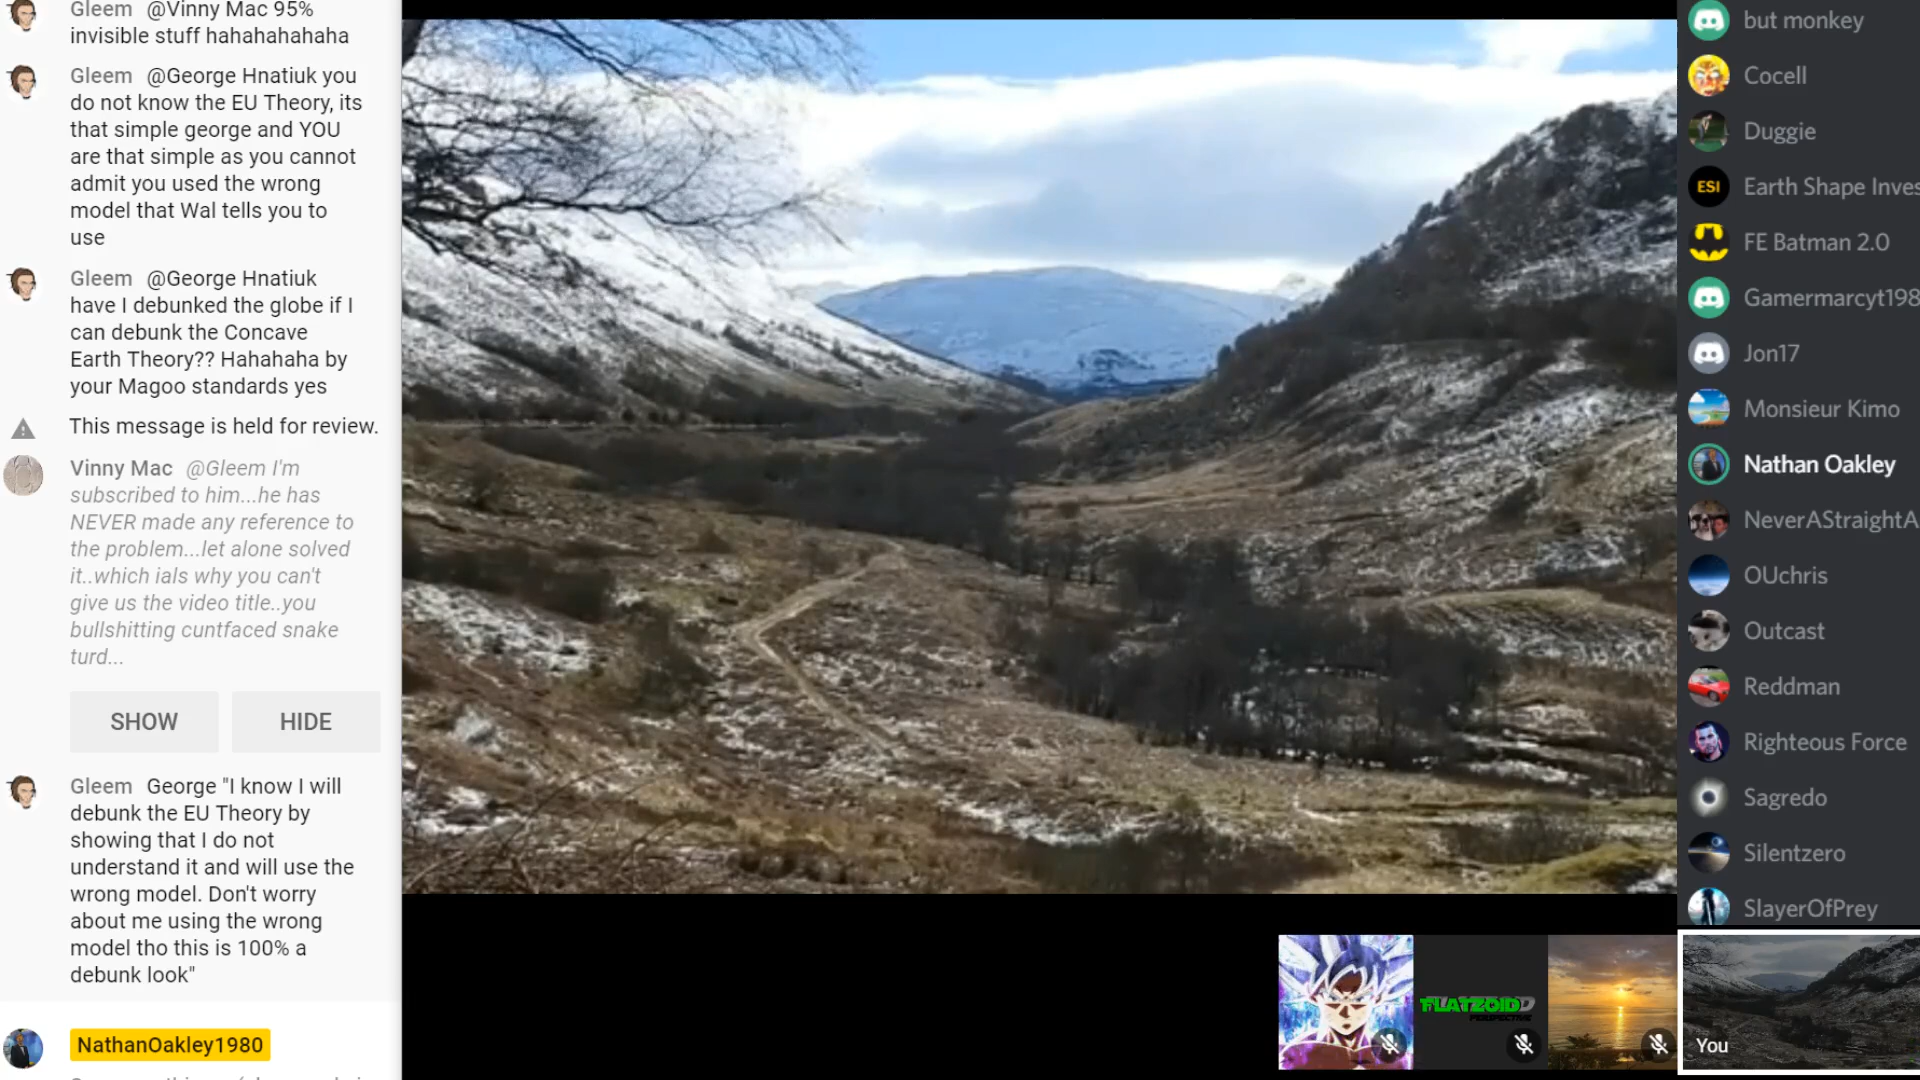 Gleem @Vinny Mac 95%
invisible stuff hahahahahaha
Gleem @George Hnatiuk you
do not know the EU Theory, its
that simple george and YOU
are that simple as you cannot
admit you used the wrong
model that Wal tells you to
use
Gleem @George Hnatiuk
have I debunked the globe if I
can debunk the Concave
Earth Theory?? Hahahaha by
your Magoo standards yes
This message is held for review.
Vinny Mac @Gleem I'm
subscribed to him...he has
NEVER made any reference to
the problem...let alone solved
it..which ials why you can't
give us the video title..you
bullshitting cuntfaced snake
turd...
SHOW HIDE
Gleem George "I know I will
debunk the EU Theory by
showing that I do not
understand it and will use the
wrong model. Don't worry
about me using the wrong
model tho this is 100% a
debunk look"
NathanOakley1980
FLATZOID
PERSPECTIVE
You
but monkey
Cocell
Duggie
ESI
Earth Shape Inves
FE Batman 2.0
Gamermarcyt198
Jon17
Monsieur Kimo
Nathan Oakley
NeverAStraightA
OUchris
Outcast
Reddman
Righteous Force
Sagredo
Silentzero
SlayerOfPrey